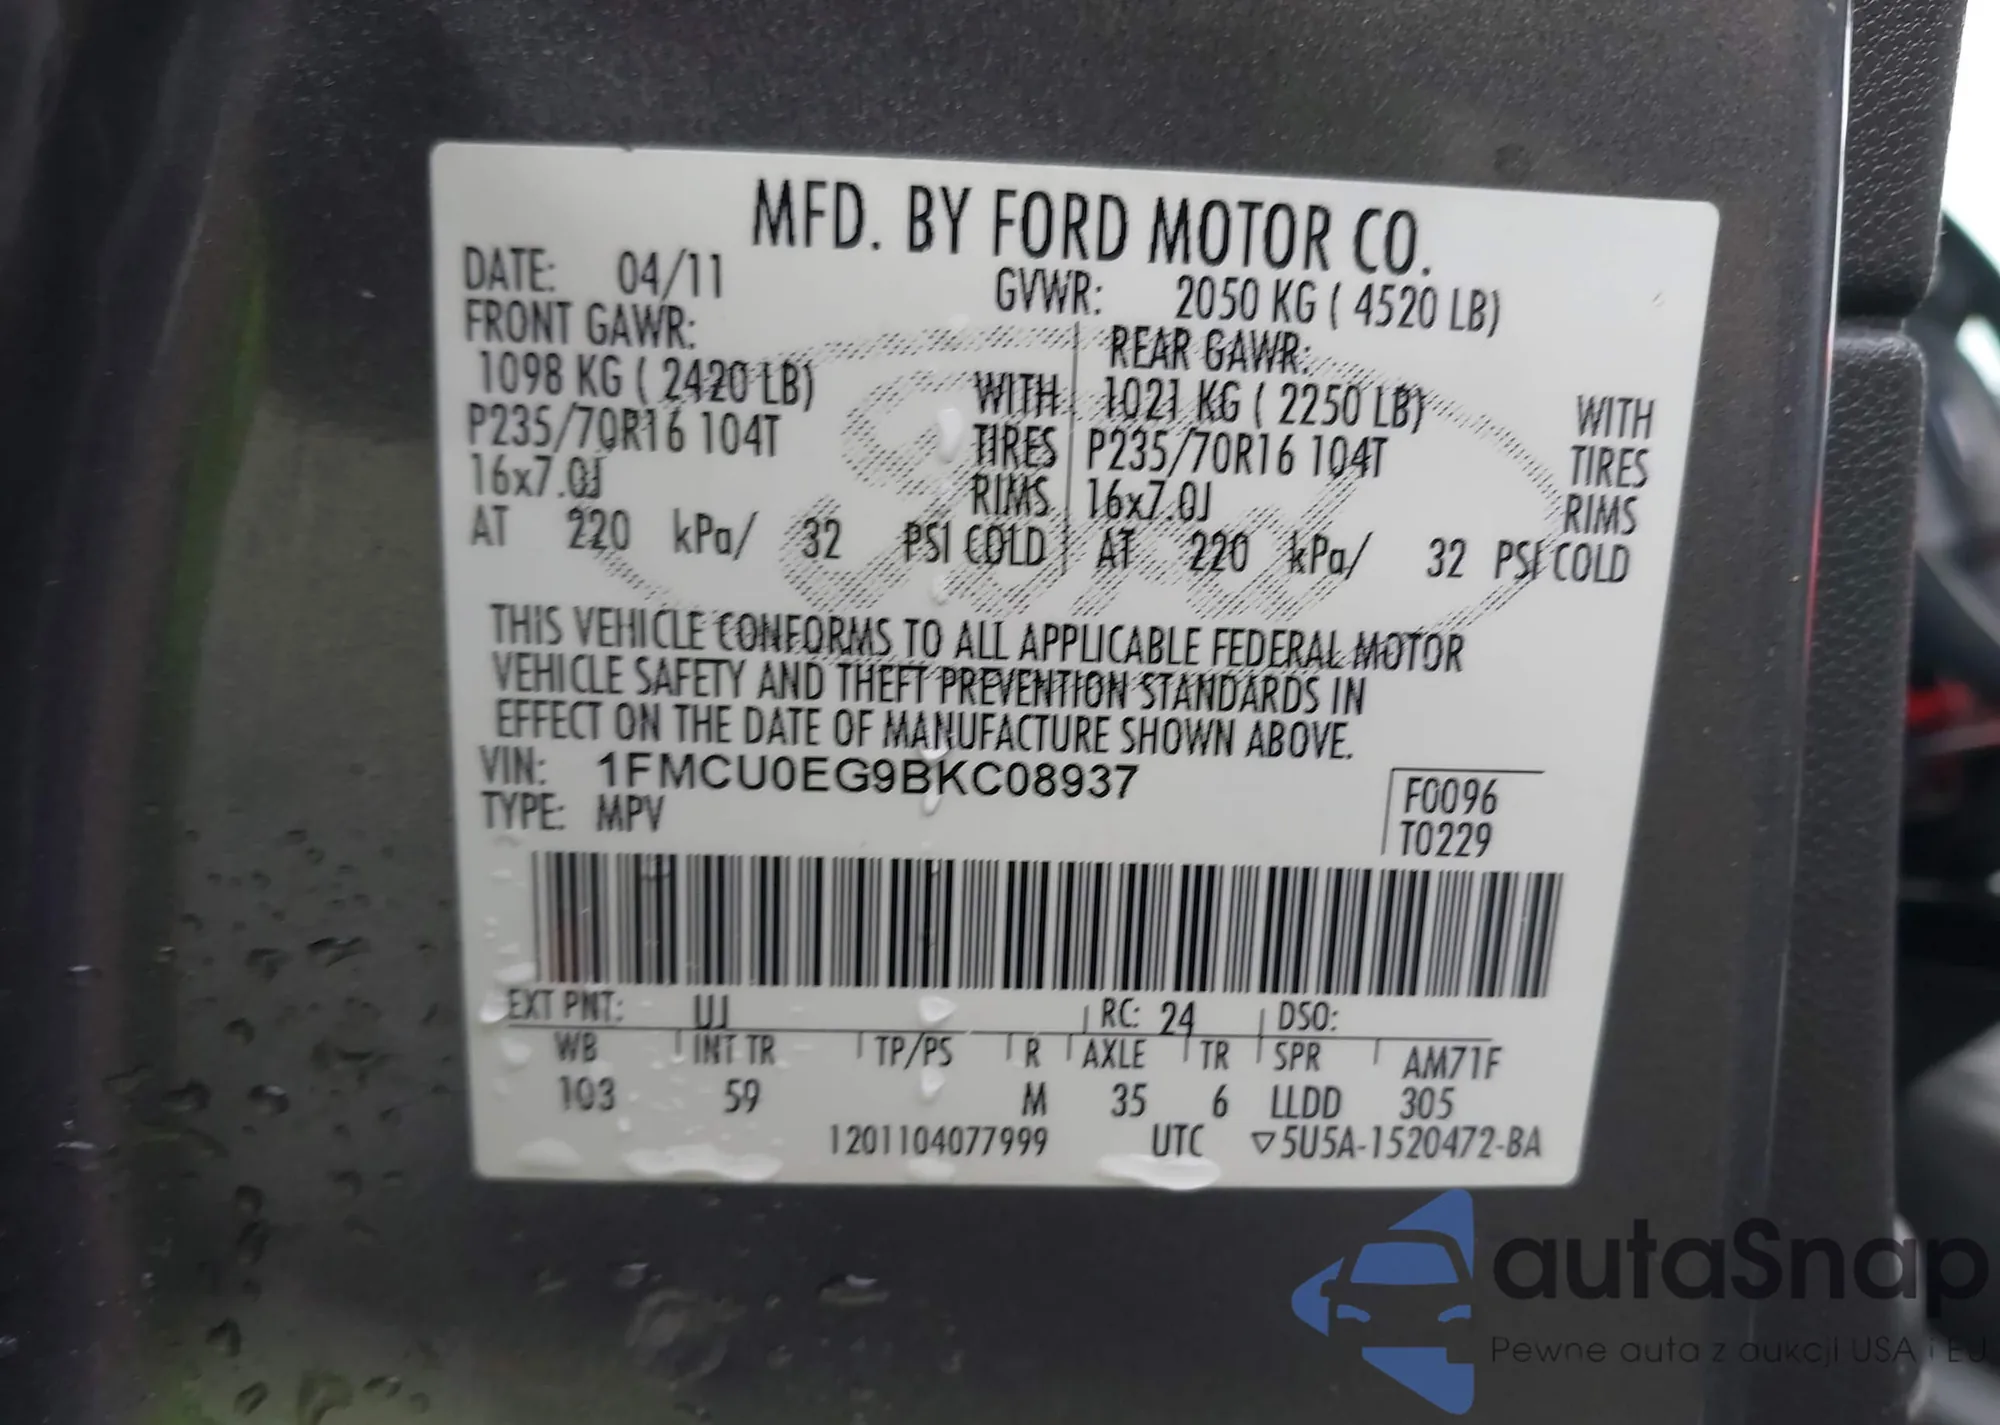 MFD. BY FORD MOTOR CO.
DATE: 04/11 GVWR: 2050 KG ( 4520 LB)
FRONT GAWR: REAR GAWR:
1098 KG ( 2420 LB) WITH 1021 KG ( 2250 LB) WITH
P235/70R16 104T TIRES P235/70R16 104T TIRES
16x7.0J RIMS 16x7.0J RIMS
AT 220 kPa/ 32 PSI COLD AT 220 kPa/ 32 PSI COLD
THIS VEHICLE CONFORMS TO ALL APPLICABLE FEDERAL MOTOR
VEHICLE SAFETY AND THEFT PREVENTION STANDARDS IN
EFFECT ON THE DATE OF MANUFACTURE SHOWN ABOVE.
VIN: 1FMCU0EG9BKC08937 F0096
TYPE: MPV T0229
EXT PNT: UJ RC: 24 DSO:
WB INT TR TP/PS R AXLE TR SPR AM71F
103 59 M 35 6 LLDD 305
1201104077999 UTC ▽5U5A-1520472-BA
autaSnap
Pewne auta z aukcji USA i EU